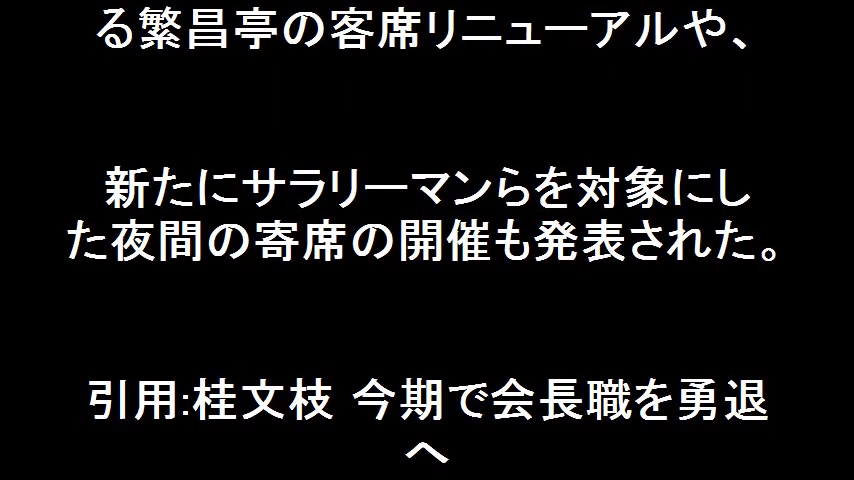 る繁昌亭の客席リニューアルや、
新たにサラリーマンらを対象にし
た夜間の寄席の開催も発表された。
引用:桂文枝 今期で会長職を勇退
へ